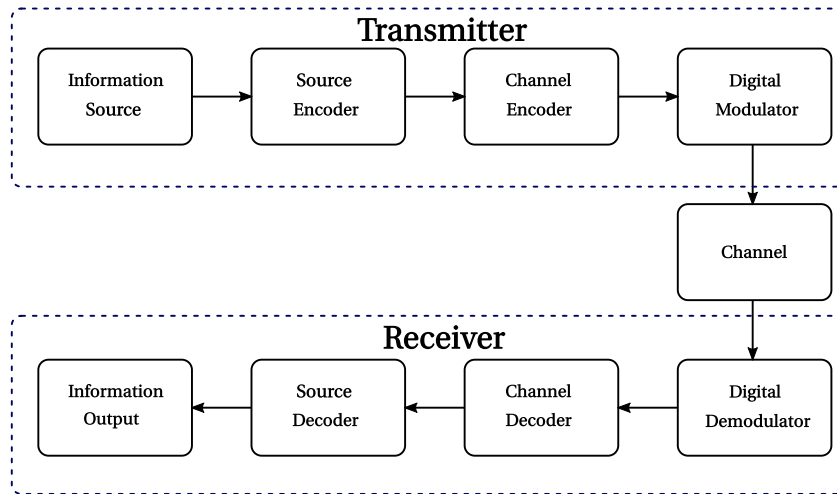 Transmitter
Information
Source
Source
Encoder
Channel
Encoder
Digital
Modulator
Channel
Receiver
Information
Output
Source
Decoder
Channel
Decoder
Digital
Demodulator